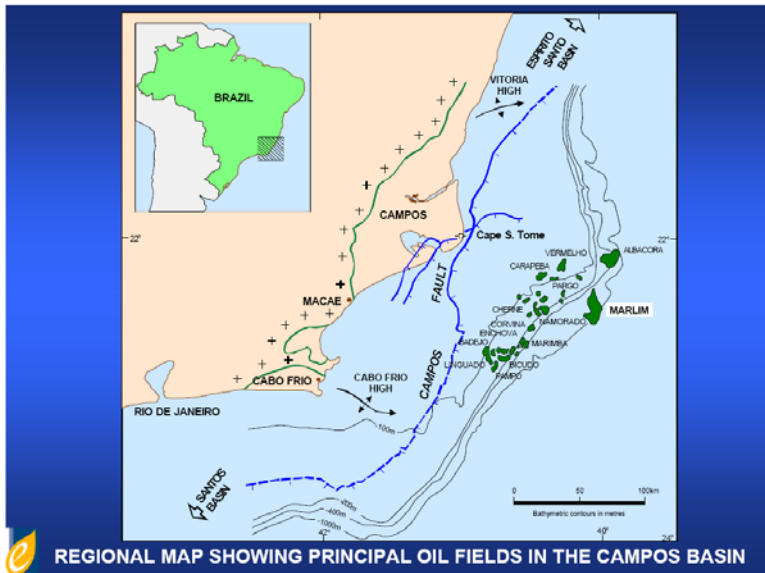 BRAZIL
ESPIRITO
SANTO
BASIN
VITORIA
HIGH
CAMPOS
22°
Cape S. Tome
22°
VERMELHO
ALBACORA
CARAPEBA
PARGO
FAULT
MACAE
CHERNE
MARLIM
NAMORADO
CORVINA
ENCHOVA
BADEJO
MARIMBA
LINGUADO
BICUDO
PAMPO
CAMPOS
CABO FRIO
CABO FRIO
HIGH
RIO DE JANEIRO
-100m
SANTOS
BASIN
-200m
-400m
-1000m
0 50 100km
Bathymetric contours in metres
40°
24°
REGIONAL MAP SHOWING PRINCIPAL OIL FIELDS IN THE CAMPOS BASIN